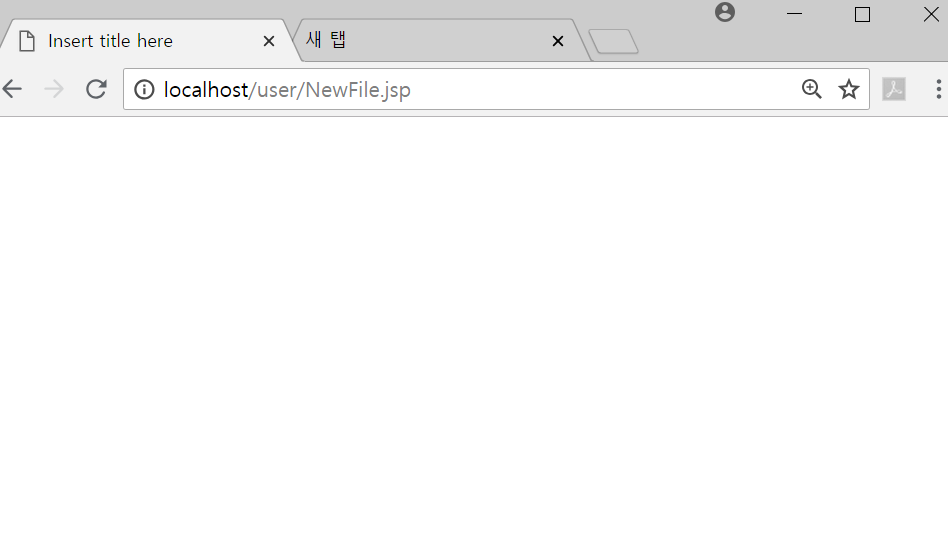 Insert title here
새 탭
localhost/user/NewFile.jsp